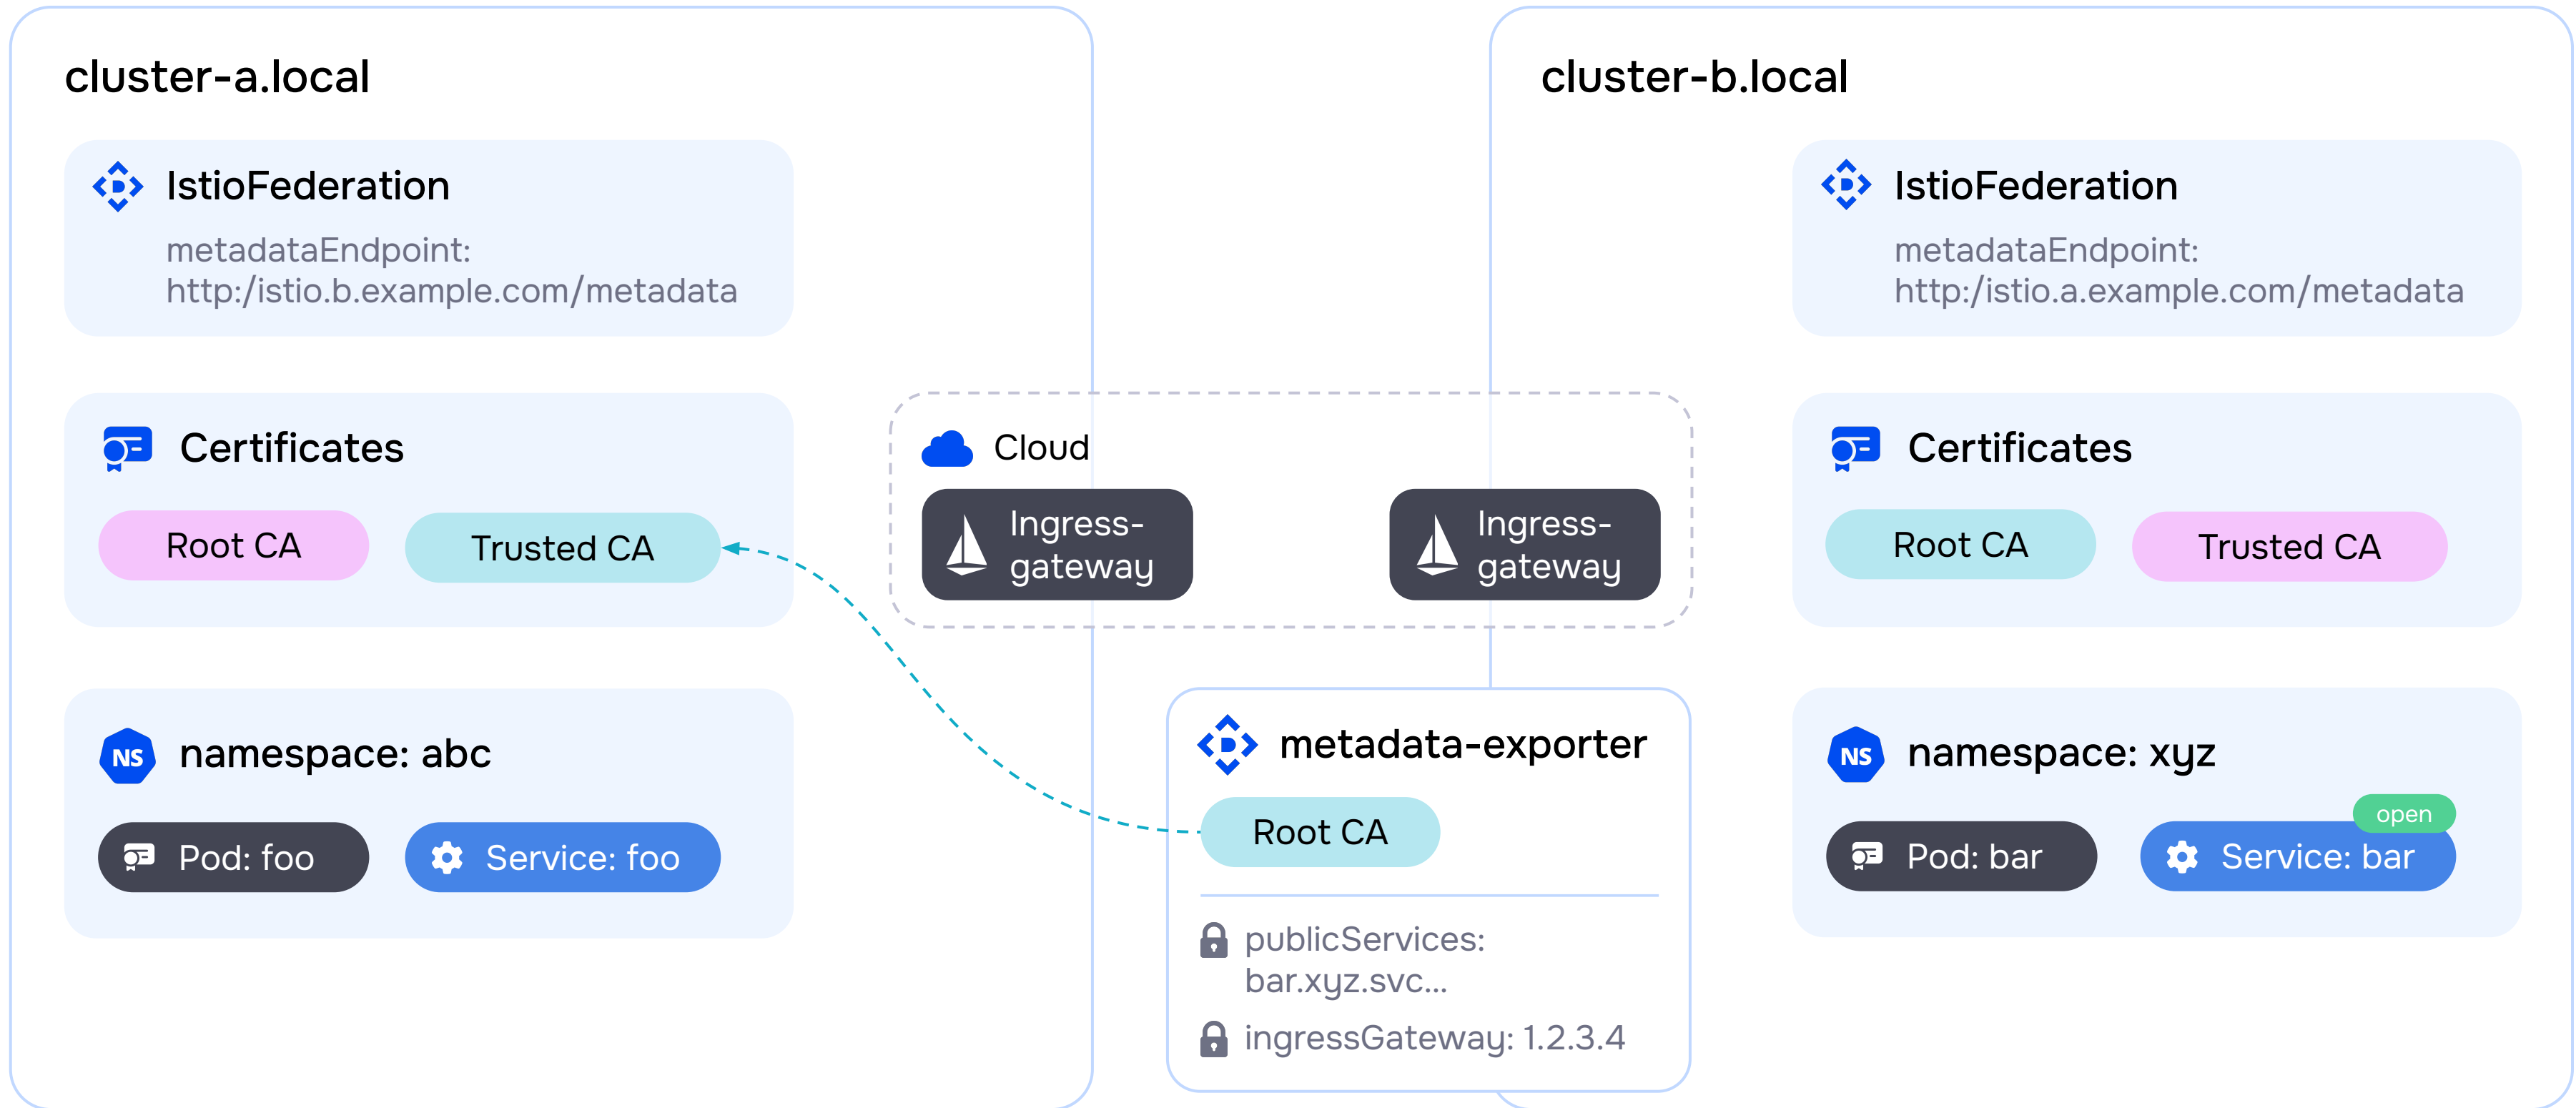 cluster-a.local
IstioFederation
metadataEndpoint:
http:/istio.b.example.com/metadata
Certificates
Root CA
Trusted CA
NS
namespace: abc
Pod: foo
Service: foo
Cloud
Ingress-
gateway
Ingress-
gateway
metadata-exporter
Root CA
publicServices:
bar.xyz.svc...
ingressGateway: 1.2.3.4
cluster-b.local
IstioFederation
metadataEndpoint:
http:/istio.a.example.com/metadata
Certificates
Root CA
Trusted CA
NS
namespace: xyz
open
Pod: bar
Service: bar